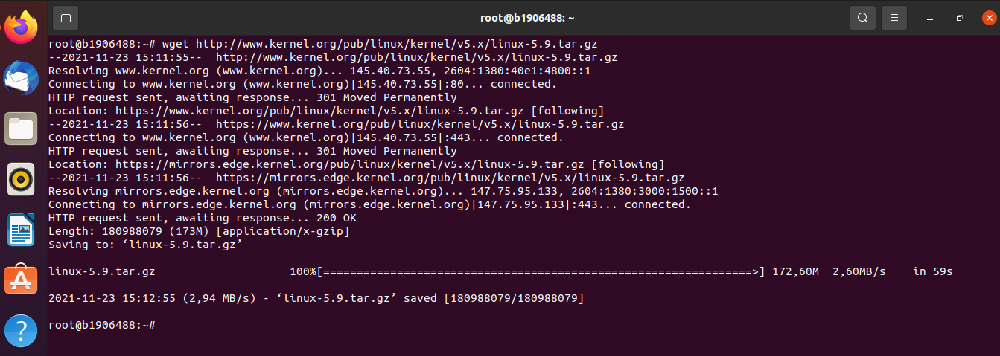 root@b1906488: ~
root@b1906488:~# wget http://www.kernel.org/pub/linux/kernel/v5.x/linux-5.9.tar.gz
--2021-11-23 15:11:55--  http://www.kernel.org/pub/linux/kernel/v5.x/linux-5.9.tar.gz
Resolving www.kernel.org (www.kernel.org)... 145.40.73.55, 2604:1380:40e1:4800::1
Connecting to www.kernel.org (www.kernel.org)|145.40.73.55|:80... connected.
HTTP request sent, awaiting response... 301 Moved Permanently
Location: https://www.kernel.org/pub/linux/kernel/v5.x/linux-5.9.tar.gz [following]
--2021-11-23 15:11:56--  https://www.kernel.org/pub/linux/kernel/v5.x/linux-5.9.tar.gz
Connecting to www.kernel.org (www.kernel.org)|145.40.73.55|:443... connected.
HTTP request sent, awaiting response... 301 Moved Permanently
Location: https://mirrors.edge.kernel.org/pub/linux/kernel/v5.x/linux-5.9.tar.gz [following]
--2021-11-23 15:11:56--  https://mirrors.edge.kernel.org/pub/linux/kernel/v5.x/linux-5.9.tar.gz
Resolving mirrors.edge.kernel.org (mirrors.edge.kernel.org)... 147.75.95.133, 2604:1380:3000:1500::1
Connecting to mirrors.edge.kernel.org (mirrors.edge.kernel.org)|147.75.95.133|:443... connected.
HTTP request sent, awaiting response... 200 OK
Length: 180988079 (173M) [application/x-gzip]
Saving to: ‘linux-5.9.tar.gz’
linux-5.9.tar.gz                    100%[================================================================>] 172,60M  2,60MB/s    in 59s
2021-11-23 15:12:55 (2,94 MB/s) - ‘linux-5.9.tar.gz’ saved [180988079/180988079]
root@b1906488:~#